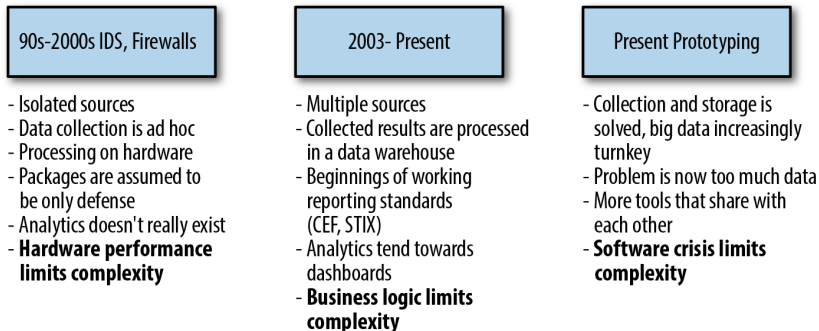 90s-2000s IDS, Firewalls
- Isolated sources
- Data collection is ad hoc
- Processing on hardware
- Packages are assumed to
be only defense
- Analytics doesn't really exist
- Hardware performance
limits complexity
2003- Present
- Multiple sources
- Collected results are processed
in a data warehouse
- Beginnings of working
reporting standards
(CEF, STIX)
- Analytics tend towards
dashboards
- Business logic limits
complexity
Present Prototyping
- Collection and storage is
solved, big data increasingly
turnkey
- Problem is now too much data
- More tools that share with
each other
- Software crisis limits
complexity